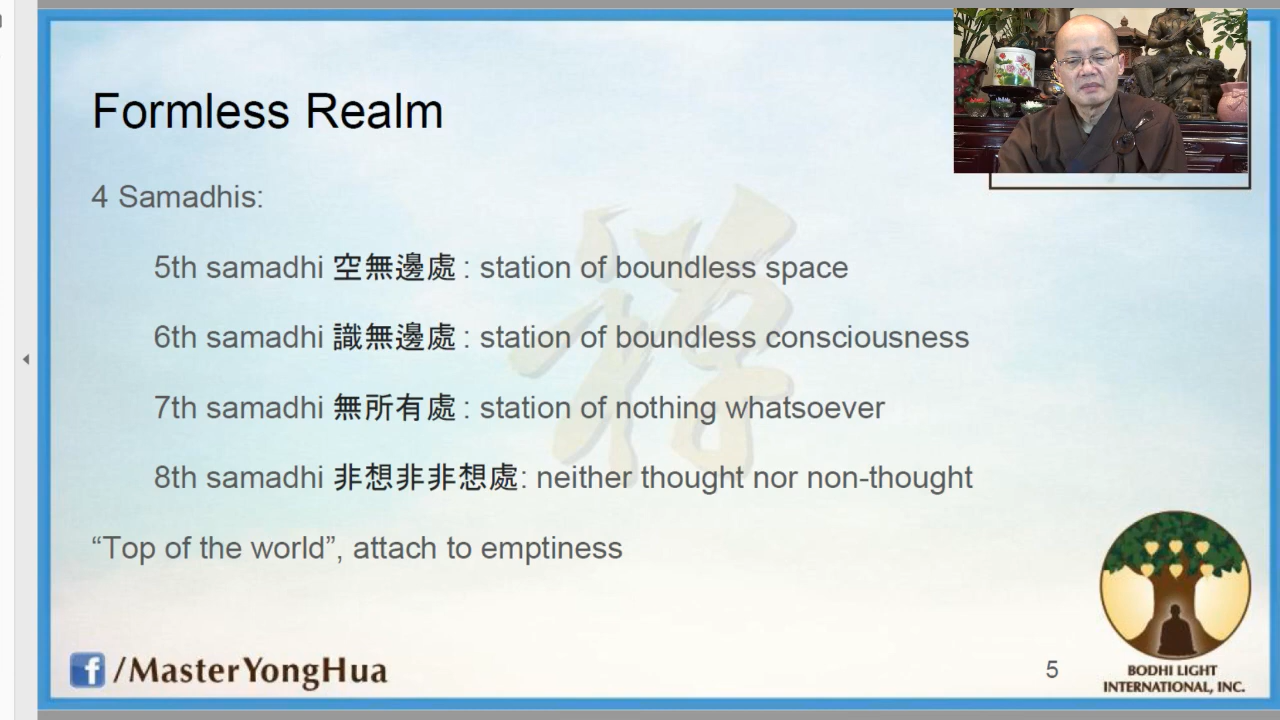 Formless Realm
4 Samadhis:
5th samadhi 空無邊處 : station of boundless space
6th samadhi 識無邊處 : station of boundless consciousness
7th samadhi 無所有處 : station of nothing whatsoever
8th samadhi 非想非非想處: neither thought nor non-thought
“Top of the world”, attach to emptiness
禪
f /MasterYongHua
5
BODHI LIGHT
INTERNATIONAL, INC.